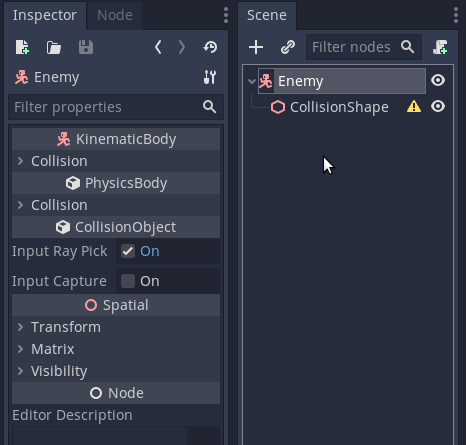 Inspector
Node
Enemy
Filter properties
KinematicBody
Collision
PhysicsBody
Collision
CollisionObject
Input Ray Pick
On
Input Capture
On
Spatial
Transform
Matrix
Visibility
Node
Editor Description
Scene
Filter nodes
Enemy
CollisionShape